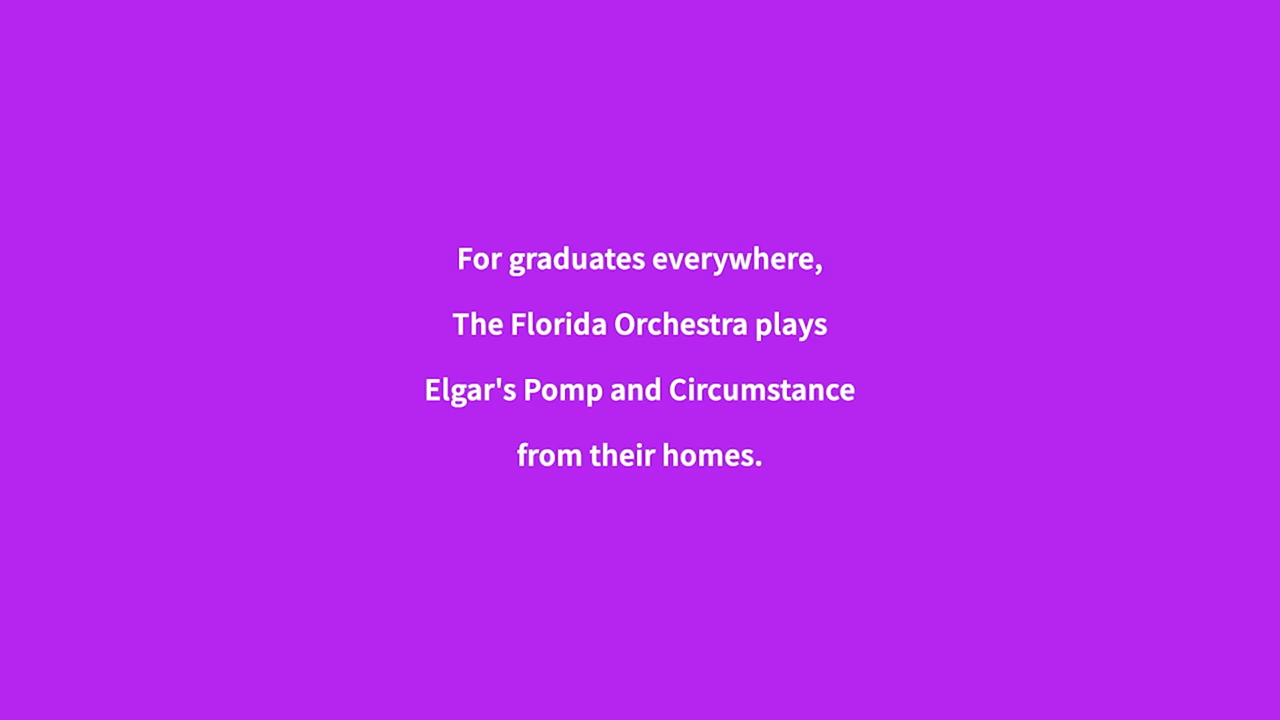 For graduates everywhere,
The Florida Orchestra plays
Elgar's Pomp and Circumstance
from their homes.